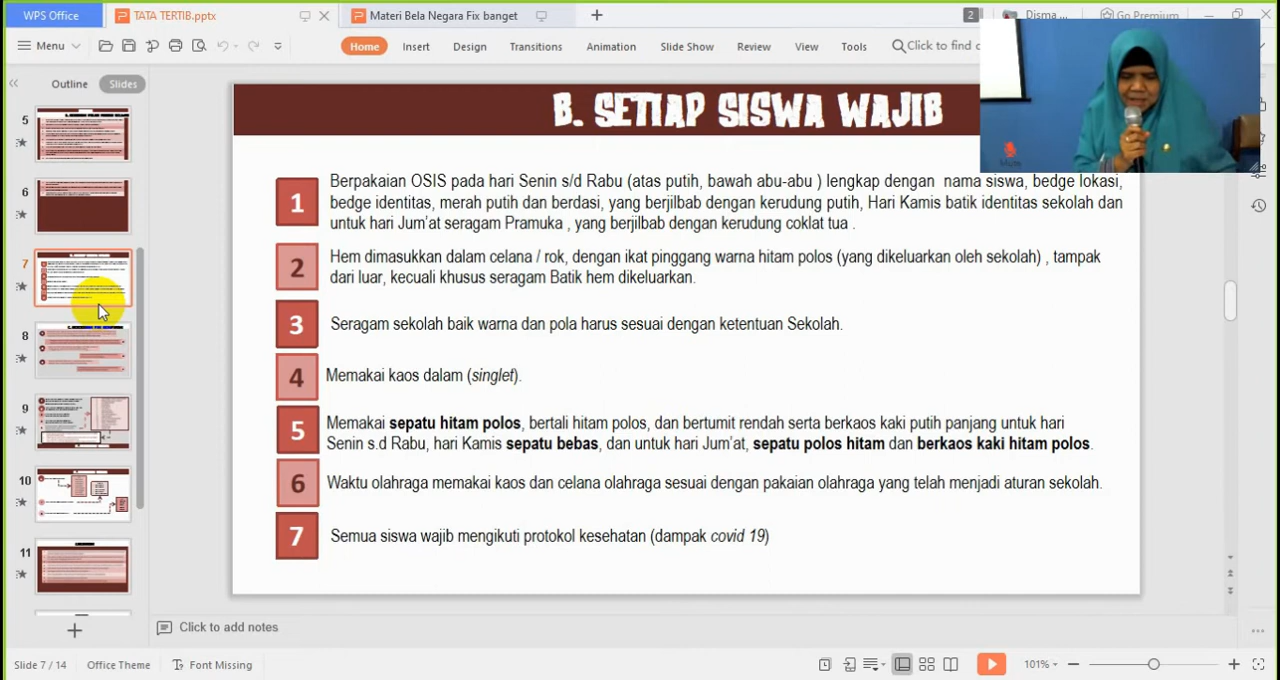 WPS Office
TATA TERTIB.pptx
Materi Bela Negara Fix banget
2
Disma ...
Go Premium
Menu
Home
Insert
Design
Transitions
Animation
Slide Show
Review
View
Tools
Click to find c
Outline
Slides
5
6
7
8
9
10
11
B. SETIAP SISWA WAJIB
Mute
1
Berpakaian OSIS pada hari Senin s/d Rabu (atas putih, bawah abu-abu ) lengkap dengan nama siswa, bedge lokasi,
bedge identitas, merah putih dan berdasi, yang berjilbab dengan kerudung putih, Hari Kamis batik identitas sekolah dan
untuk hari Jum'at seragam Pramuka , yang berjilbab dengan kerudung coklat tua .
2
Hem dimasukkan dalam celana / rok, dengan ikat pinggang warna hitam polos (yang dikeluarkan oleh sekolah) , tampak
dari luar, kecuali khusus seragam Batik hem dikeluarkan.
3
Seragam sekolah baik warna dan pola harus sesuai dengan ketentuan Sekolah.
4
Memakai kaos dalam (singlet).
5
Memakai sepatu hitam polos, bertali hitam polos, dan bertumit rendah serta berkaos kaki putih panjang untuk hari
Senin s.d Rabu, hari Kamis sepatu bebas, dan untuk hari Jum'at, sepatu polos hitam dan berkaos kaki hitam polos.
6
Waktu olahraga memakai kaos dan celana olahraga sesuai dengan pakaian olahraga yang telah menjadi aturan sekolah.
7
Semua siswa wajib mengikuti protokol kesehatan (dampak covid 19)
Click to add notes
Slide 7 / 14
Office Theme
Font Missing
101%